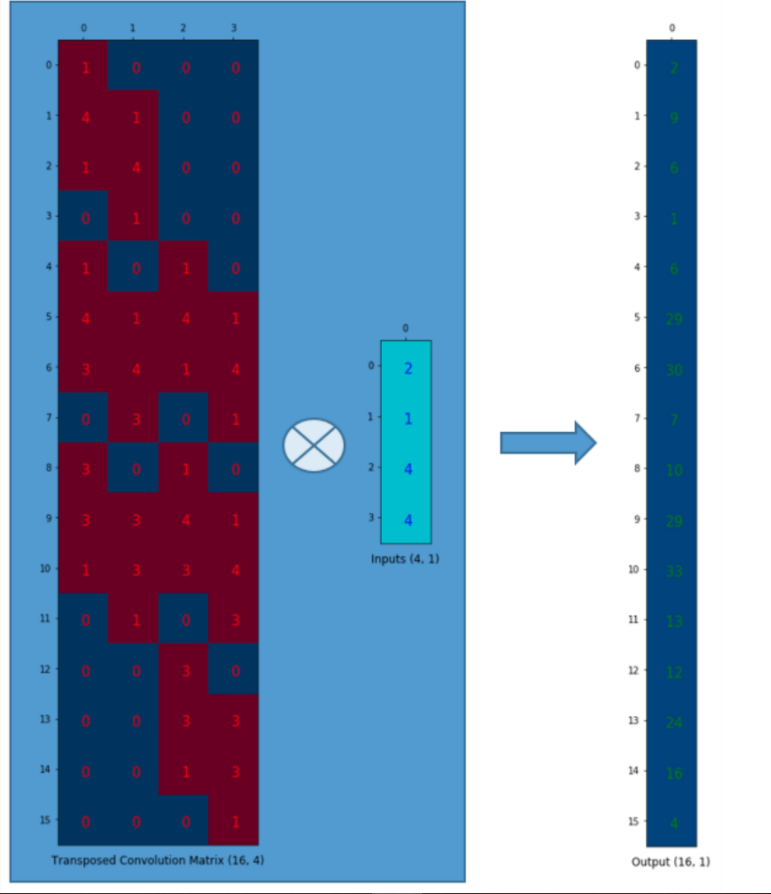 0 1 2 3
0 1 0 0 0
1 4 1 0 0
2 1 4 0 0
3 0 1 0 0
4 1 0 1 0
5 4 1 4 1
6 3 4 1 4
7 0 3 0 1
8 3 0 1 0
9 3 3 4 1
10 1 3 3 4
11 0 1 0 3
12 0 0 3 0
13 0 0 3 3
14 0 0 1 3
15 0 0 0 1
Transposed Convolution Matrix (16, 4)
0
0 2
1 1
2 4
3 4
Inputs (4, 1)
0
0 2
1 9
2 6
3 1
4 6
5 29
6 30
7 7
8 10
9 29
10 33
11 13
12 12
13 24
14 16
15 4
Output (16, 1)